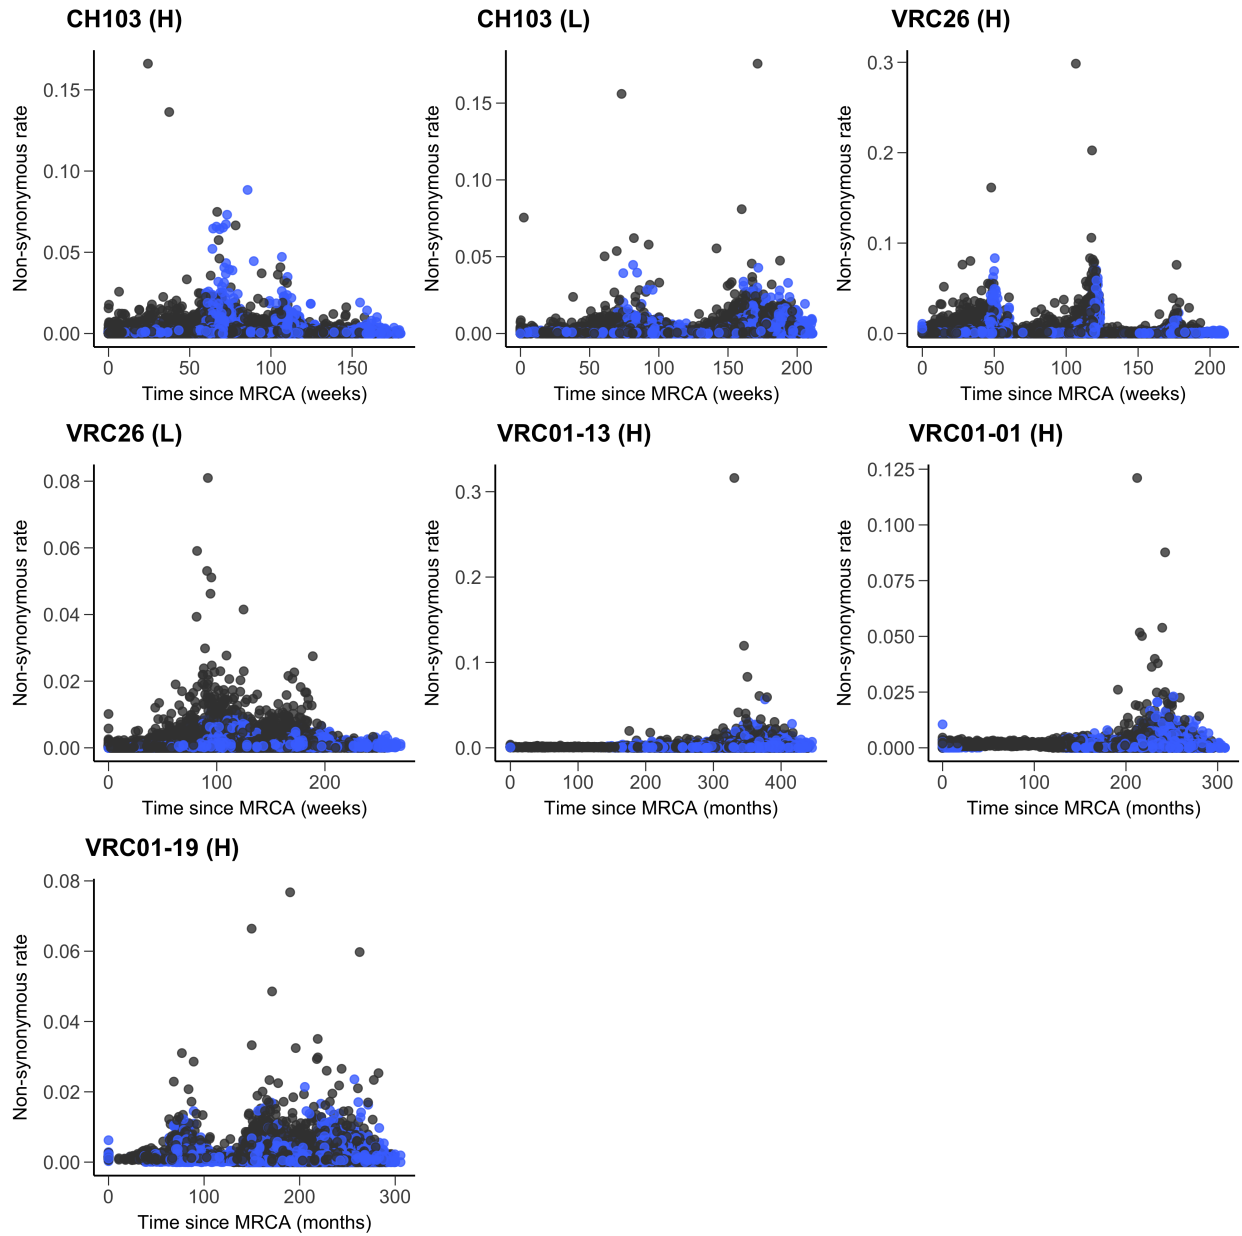 CH103 (H)
Non-synonymous rate
0.15
0.10
0.05
0.00
0 50 100 150
Time since MRCA (weeks)
CH103 (L)
Non-synonymous rate
0.15
0.10
0.05
0.00
0 50 100 150 200
Time since MRCA (weeks)
VRC26 (H)
Non-synonymous rate
0.3
0.2
0.1
0.0
0 50 100 150 200
Time since MRCA (weeks)
VRC26 (L)
Non-synonymous rate
0.08
0.06
0.04
0.02
0.00
0 100 200
Time since MRCA (weeks)
VRC01-13 (H)
Non-synonymous rate
0.3
0.2
0.1
0.0
0 100 200 300 400
Time since MRCA (months)
VRC01-01 (H)
Non-synonymous rate
0.125
0.100
0.075
0.050
0.025
0.000
0 100 200 300
Time since MRCA (months)
VRC01-19 (H)
Non-synonymous rate
0.08
0.06
0.04
0.02
0.00
0 100 200 300
Time since MRCA (months)